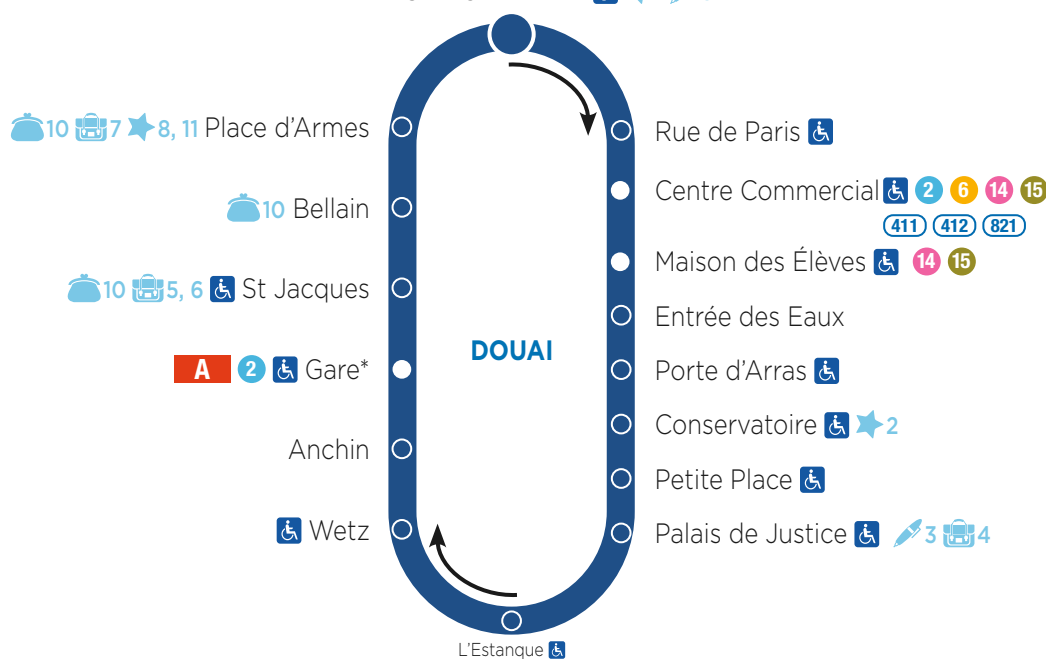 10 7 8, 11 Place d'Armes
10 Bellain
10 5, 6 St Jacques
A 2 Gare*
Anchin
Wetz
DOUAI
Rue de Paris
Centre Commercial 2 6 14 15
411 412 821
Maison des Élèves 14 15
Entrée des Eaux
Porte d'Arras
Conservatoire 2
Petite Place
Palais de Justice 3 4
L'Estanque